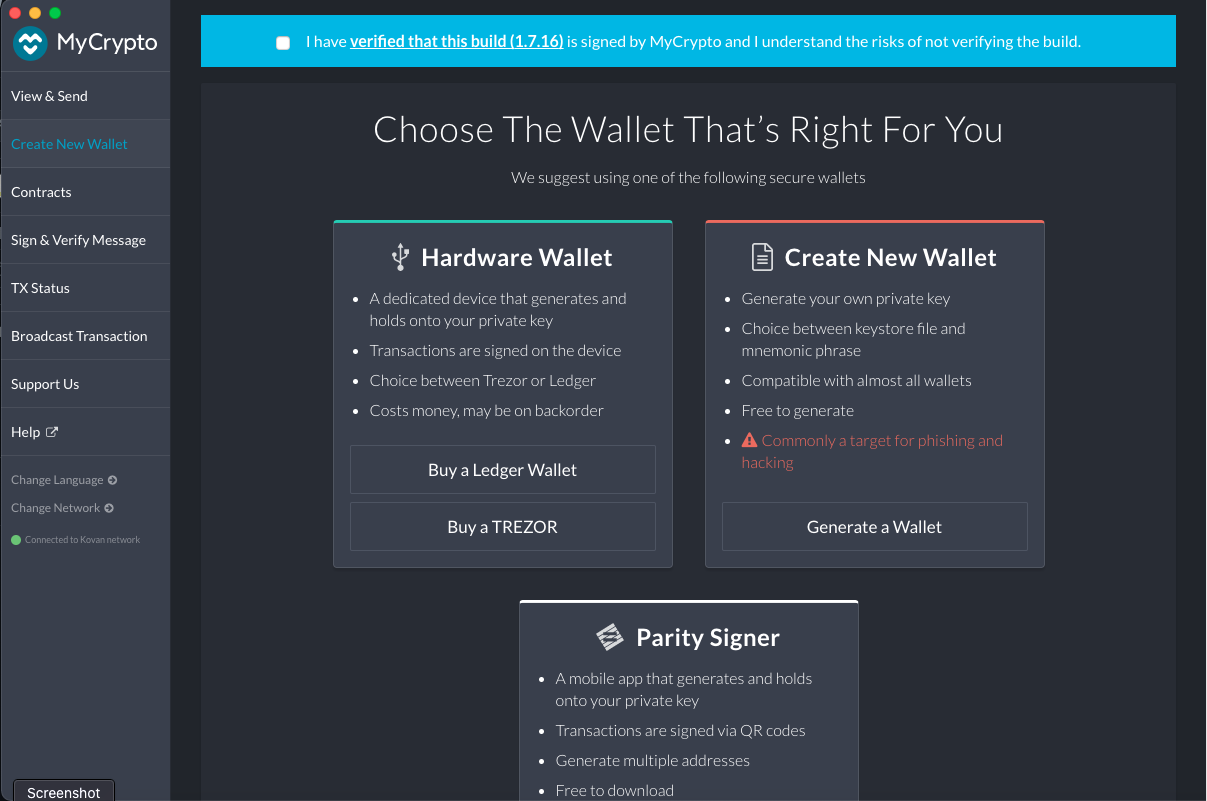 MyCrypto
View & Send
Create New Wallet
Contracts
Sign & Verify Message
TX Status
Broadcast Transaction
Support Us
Help
Change Language
Change Network
Connected to Kovan network
Screenshot
I have verified that this build (1.7.16) is signed by MyCrypto and I understand the risks of not verifying the build.
Choose The Wallet That's Right For You
We suggest using one of the following secure wallets
Hardware Wallet
A dedicated device that generates and
holds onto your private key
Transactions are signed on the device
Choice between Trezor or Ledger
Costs money, may be on backorder
Buy a Ledger Wallet
Buy a TREZOR
Create New Wallet
Generate your own private key
Choice between keystore file and
mnemonic phrase
Compatible with almost all wallets
Free to generate
Commonly a target for phishing and
hacking
Generate a Wallet
Parity Signer
A mobile app that generates and holds
onto your private key
Transactions are signed via QR codes
Generate multiple addresses
Free to download